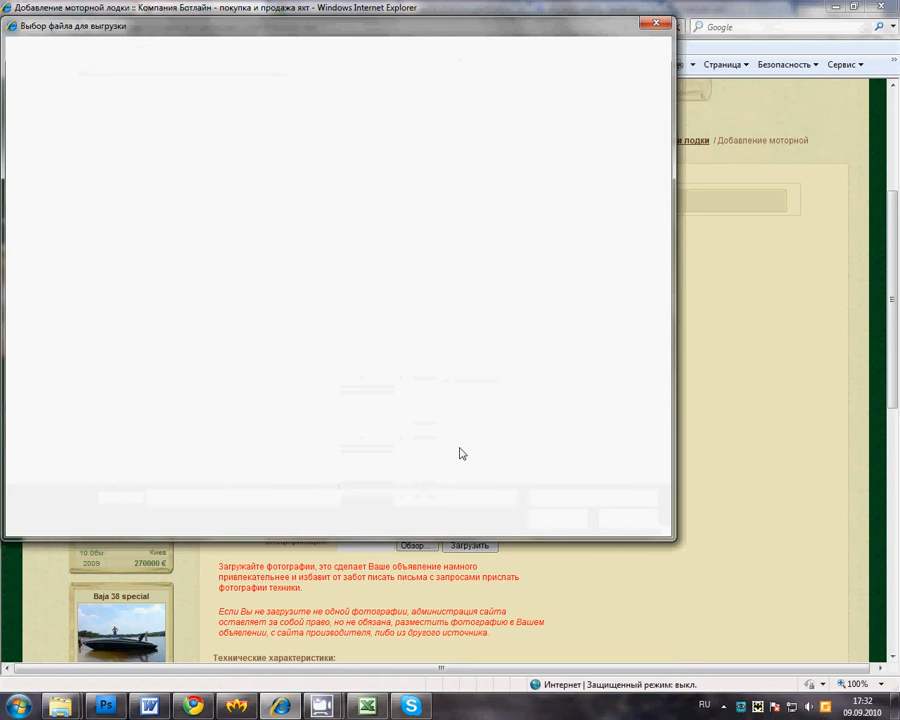 Добавление моторной лодки :: Компания Ботлайн - покупка и продажа яхт - Windows Internet Explorer
Выбор файла для выгрузки
Google
Страница
Безопасность
Сервис
и лодки / Добавление моторной
10.06м
Киев
2009
270000 €
Обзор...
Загрузить
Загружайте фотографии, это сделает Ваше объявление намного
привлекательнее и избавит от забот писать письма с запросами прислать
фотографии техники.
Baja 38 special
Если Вы не загрузите не одной фотографии, администрация сайта
оставляет за собой право, но не обязана, разместить фотографию в Вашем
объявлении, с сайта производителя, либо из другого источника.
Технические характеристики:
Интернет | Защищенный режим: выкл.
100%
RU
17:32
09.09.2010